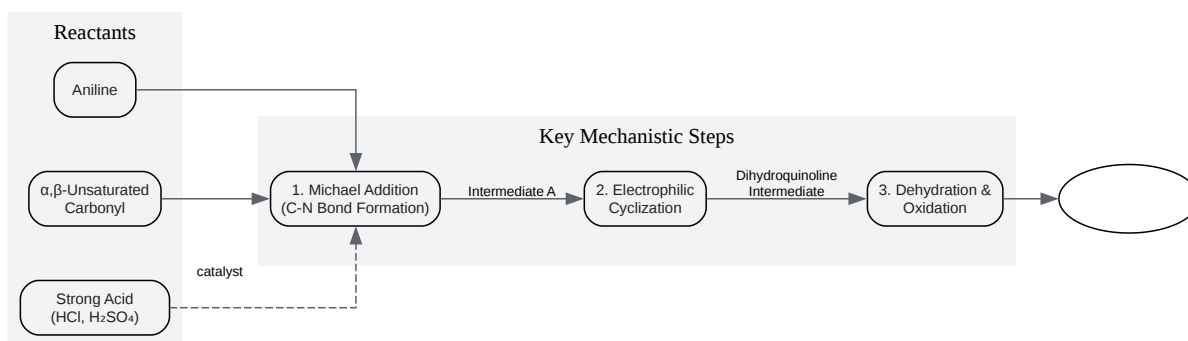 Reactants
Aniline
α,β-Unsaturated
Carbonyl
Strong Acid
(HCl, H₂SO₄)
catalyst
Key Mechanistic Steps
1. Michael Addition
(C-N Bond Formation)
Intermediate A
2. Electrophilic
Cyclization
Dihydroquinoline
Intermediate
3. Dehydration &
Oxidation